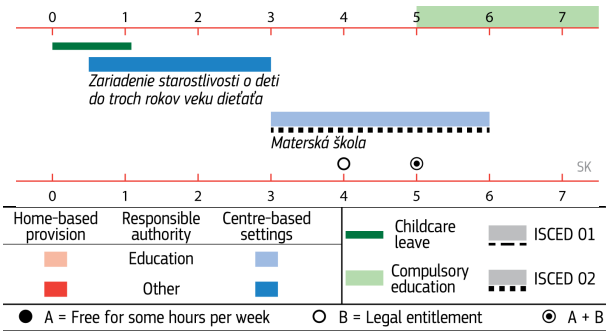 0 1 2 3 4 5 6 7
Zariadenie starostlivosti o deti
do troch rokov veku dieťaťa
Materská škola
SK
0 1 2 3 4 5 6 7
Home-based provision
Responsible authority
Centre-based settings
Education
Other
Childcare leave
Compulsory education
ISCED 01
ISCED 02
A = Free for some hours per week
B = Legal entitlement
A + B